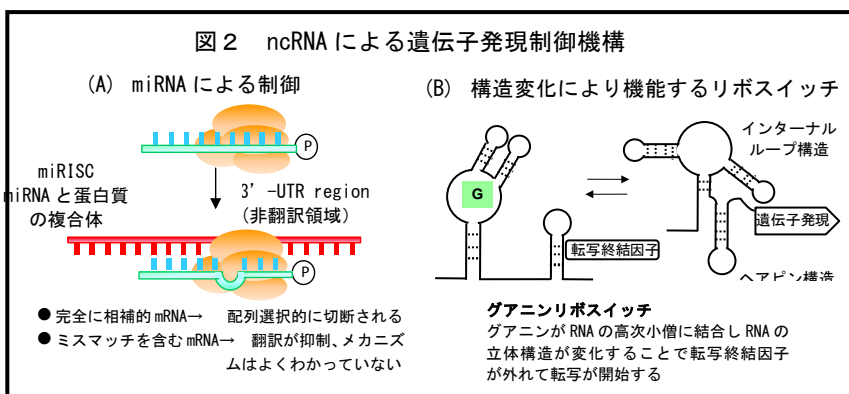 図2 ncRNA による遺伝子発現制御機構
(A) miRNA による制御
(B) 構造変化により機能するリボスイッチ
P
miRISC
miRNA と蛋白質
の複合体
3'-UTR region
(非翻訳領域)
P
● 完全に相補的 mRNA→ 配列選択的に切断される
● ミスマッチを含む mRNA→ 翻訳が抑制、メカニズ
ムはよくわかっていない
G
転写終結因子
インターナル
ループ構造
遺伝子発現
ヘアピン構造
グアニンリボスイッチ
グアニンが RNA の高次小僧に結合し RNA の
立体構造が変化することで転写終結因子
が外れて転写が開始する